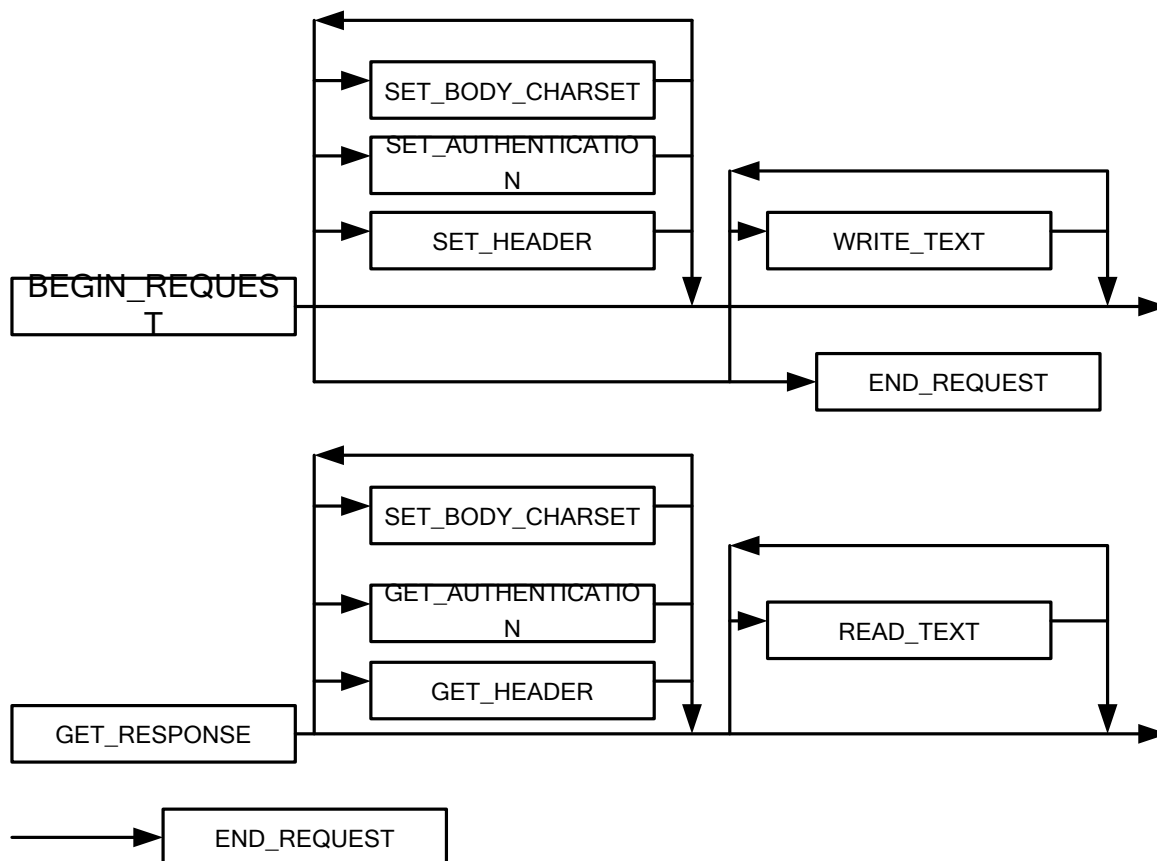 SET_BODY_CHARSET
SET_AUTHENTICATIO
N
SET_HEADER
WRITE_TEXT
BEGIN_REQUES
T
END_REQUEST
SET_BODY_CHARSET
GET_AUTHENTICATIO
N
READ_TEXT
GET_HEADER
GET_RESPONSE
END_REQUEST